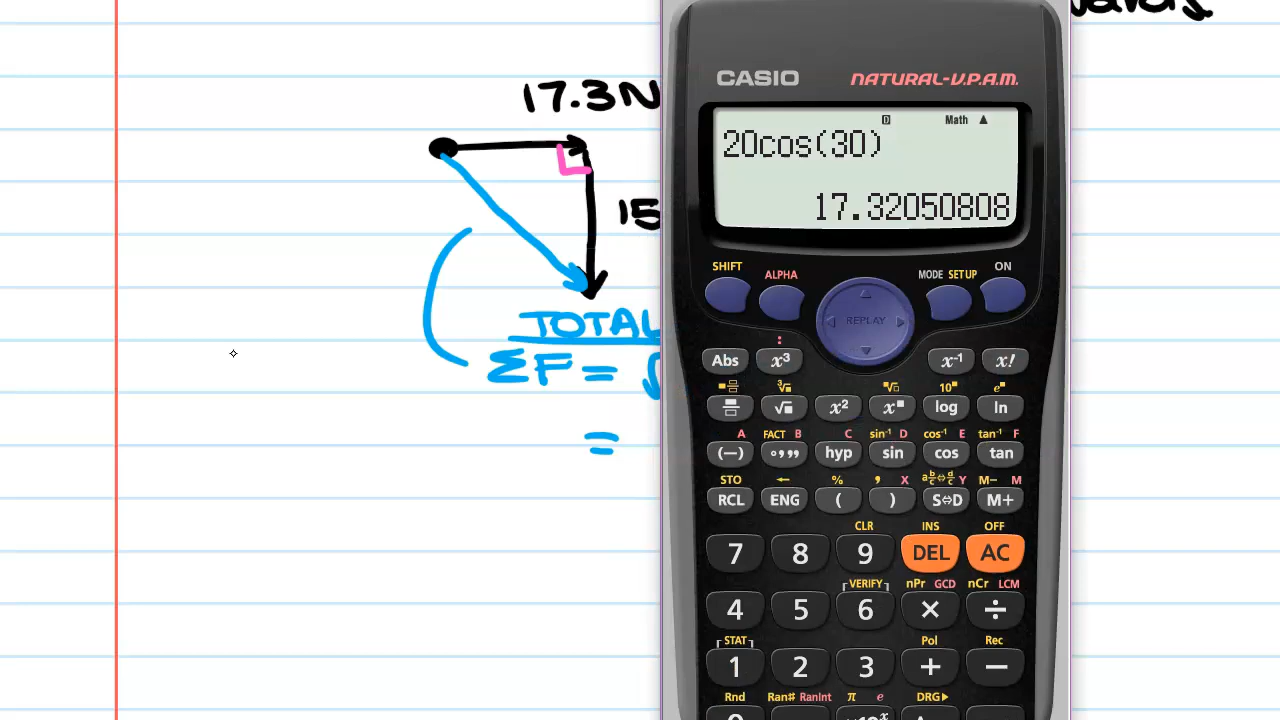 17.3N
15
TOTAL
ΣF = √
=
CASIO NATURAL-V.P.A.M.
D Math ▲
20cos(30)
17.32050808
SHIFT ALPHA MODE SETUP ON
REPLAY
:
Abs x³ x⁻¹ x!
³√ ˣ√ 10^■ e^■
√■ x² x^■ log ln
A FACT B C sin⁻¹ D cos⁻¹ E tan⁻¹ F
(—) °,,, hyp sin cos tan
STO ← % , X a b/c⇔d/c Y M− M
RCL ENG ( ) S⇔D M+
CLR INS OFF
7 8 9 DEL AC
VERIFY nPr GCD nCr LCM
4 5 6 × ÷
STAT Pol Rec
1 2 3 + −
Rnd Ran# RanInt π e DRG▶